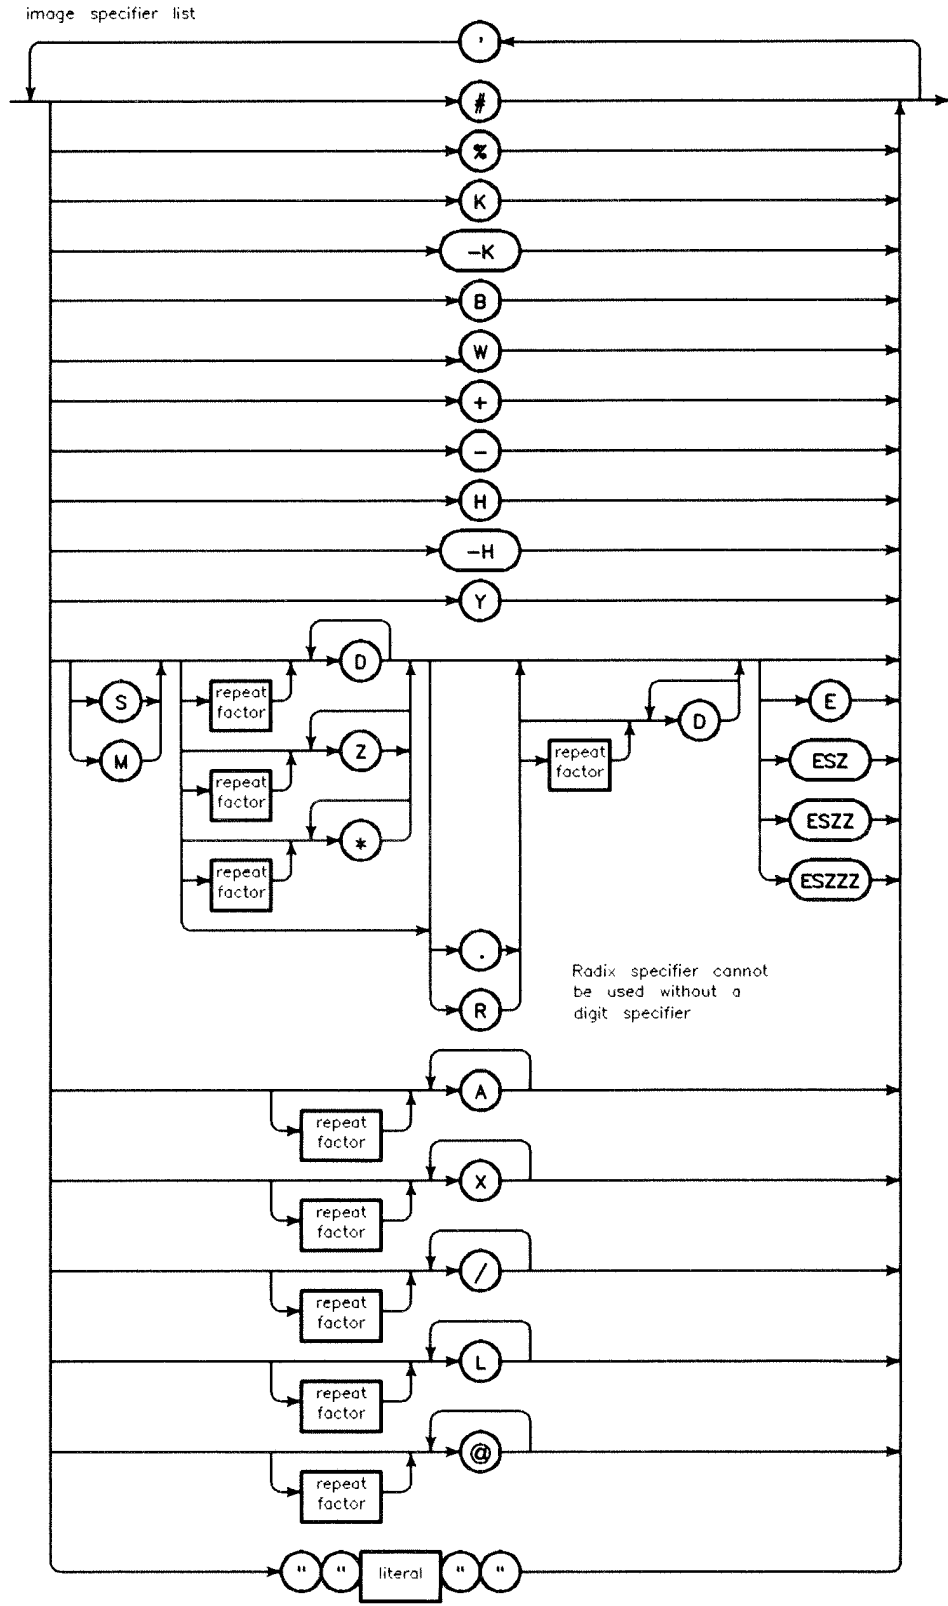 image specifier list
,
#
%
K
-K
B
W
+
-
H
-H
Y
D
repeat
factor
S
M
Z
repeat
factor
*
repeat
factor
.
R
D
repeat
factor
E
ESZ
ESZZ
ESZZZ
Radix specifier cannot
be used without a
digit specifier
A
repeat
factor
X
repeat
factor
/
repeat
factor
L
repeat
factor
@
repeat
factor
“ “ literal “ “